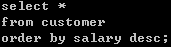 select *
from customer
order by salary desc;